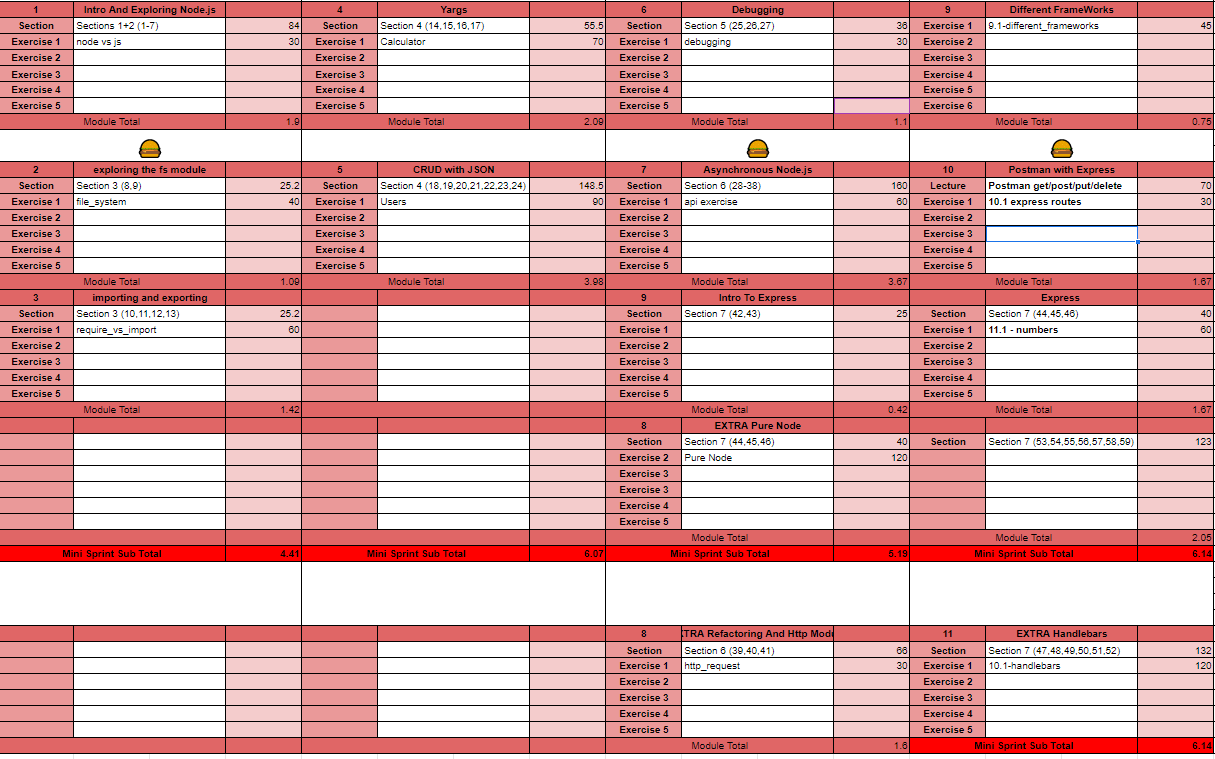 1 Intro And Exploring Node.js 4 Yargs 6 Debugging 9 Different FrameWorks
Section Sections 1+2 (1-7) 84 Section Section 4 (14,15,16,17) 55.5 Section Section 5 (25,26,27) 36 Exercise 1 9.1-different_frameworks 45
Exercise 1 node vs js 30 Exercise 1 Calculator 70 Exercise 1 debugging 30 Exercise 2
Exercise 2 Exercise 2 Exercise 2 Exercise 3
Exercise 3 Exercise 3 Exercise 3 Exercise 4
Exercise 4 Exercise 4 Exercise 4 Exercise 5
Exercise 5 Exercise 5 Exercise 5 Exercise 6
Module Total 1.9 Module Total 2.09 Module Total 1.1 Module Total 0.75
2 exploring the fs module 5 CRUD with JSON 7 Asynchronous Node.js 10 Postman with Express
Section Section 3 (8,9) 25.2 Section Section 4 (18,19,20,21,22,23,24) 148.5 Section Section 6 (28-38) 160 Lecture Postman get/post/put/delete 70
Exercise 1 file_system 40 Exercise 1 Users 90 Exercise 1 api exercise 60 Exercise 1 10.1 express routes 30
Exercise 2 Exercise 2 Exercise 2 Exercise 2
Exercise 3 Exercise 3 Exercise 3 Exercise 3
Exercise 4 Exercise 4 Exercise 4 Exercise 4
Exercise 5 Exercise 5 Exercise 5 Exercise 5
Module Total 1.09 Module Total 3.98 Module Total 3.67 Module Total 1.67
3 importing and exporting 9 Intro To Express Express
Section Section 3 (10,11,12,13) 25.2 Section Section 7 (42,43) 25 Section Section 7 (44,45,46) 40
Exercise 1 require_vs_import 60 Exercise 1 Exercise 1 11.1 - numbers 60
Exercise 2 Exercise 2 Exercise 2
Exercise 3 Exercise 3 Exercise 3
Exercise 4 Exercise 4 Exercise 4
Exercise 5 Exercise 5 Exercise 5
Module Total 1.42 Module Total 0.42 Module Total 1.67
8 EXTRA Pure Node
Section Section 7 (44,45,46) 40 Section Section 7 (53,54,55,56,57,58,59) 123
Exercise 2 Pure Node 120
Exercise 3
Exercise 4
Exercise 4
Exercise 5
Module Total Module Total 2.05
Mini Sprint Sub Total 4.41 Mini Sprint Sub Total 6.07 Mini Sprint Sub Total 5.19 Mini Sprint Sub Total 6.14
8 TRA Refactoring And Http Modu 11 EXTRA Handlebars
Section Section 6 (39,40,41) 66 Section Section 7 (47,48,49,50,51,52) 132
Exercise 1 http_request 30 Exercise 1 10.1-handlebars 120
Exercise 2 Exercise 2
Exercise 3 Exercise 3
Exercise 4 Exercise 4
Exercise 5 Exercise 5
Module Total 1.6 Mini Sprint Sub Total 6.14